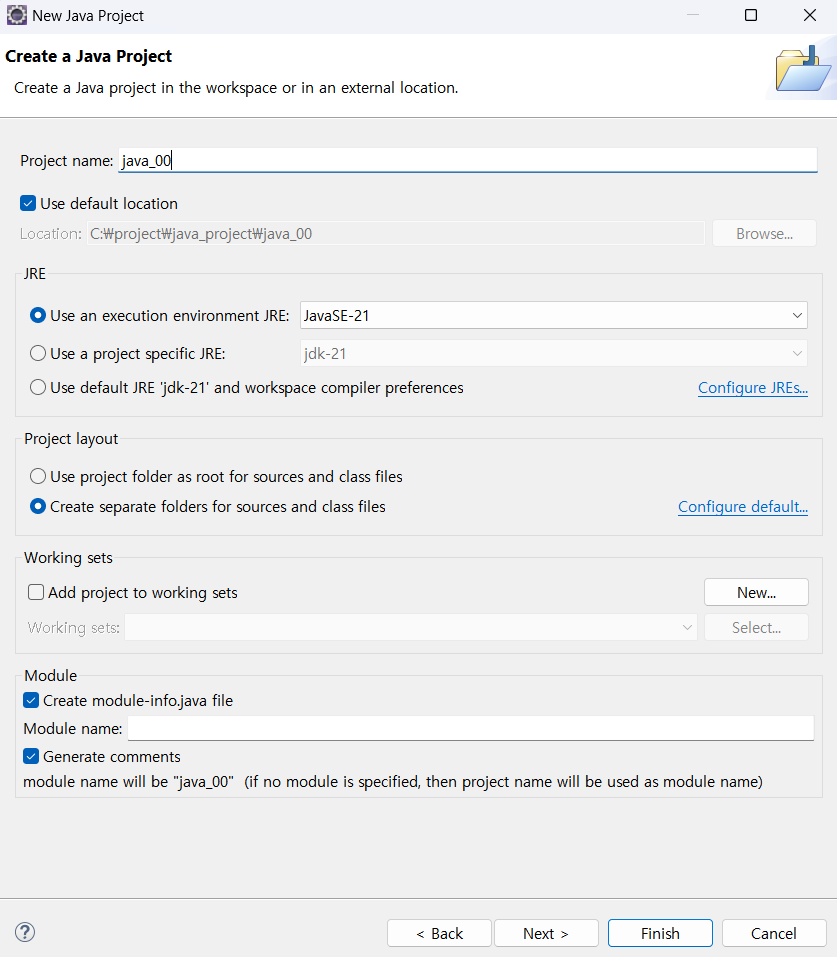 New Java Project
Create a Java Project
Create a Java project in the workspace or in an external location.
Project name: java_00
Use default location
Location: C:₩project₩java_project₩java_00 Browse...
JRE
Use an execution environment JRE: JavaSE-21
Use a project specific JRE: jdk-21
Use default JRE 'jdk-21' and workspace compiler preferences Configure JREs...
Project layout
Use project folder as root for sources and class files
Create separate folders for sources and class files Configure default...
Working sets
Add project to working sets New...
Working sets: Select...
Module
Create module-info.java file
Module name:
Generate comments
module name will be "java_00" (if no module is specified, then project name will be used as module name)
? < Back Next > Finish Cancel